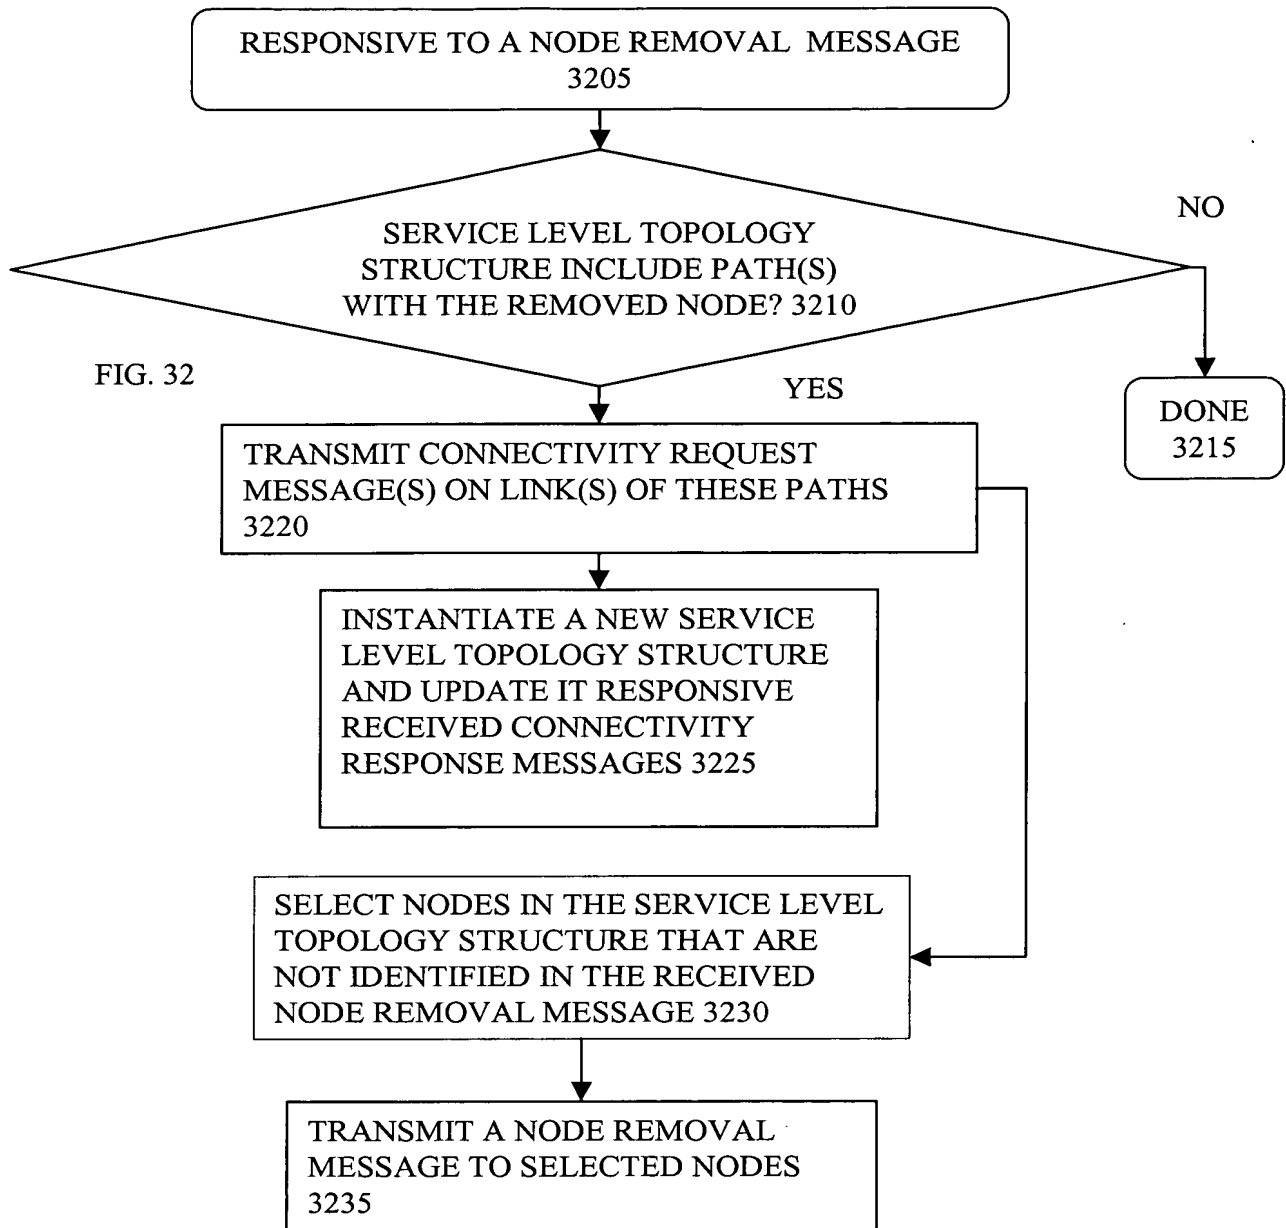 RESPONSIVE TO A NODE REMOVAL MESSAGE
3205
SERVICE LEVEL TOPOLOGY
STRUCTURE INCLUDE PATH(S)
WITH THE REMOVED NODE? 3210
NO
FIG. 32
YES
DONE
3215
TRANSMIT CONNECTIVITY REQUEST
MESSAGE(S) ON LINK(S) OF THESE PATHS
3220
INSTANTIATE A NEW SERVICE
LEVEL TOPOLOGY STRUCTURE
AND UPDATE IT RESPONSIVE
RECEIVED CONNECTIVITY
RESPONSE MESSAGES 3225
SELECT NODES IN THE SERVICE LEVEL
TOPOLOGY STRUCTURE THAT ARE
NOT IDENTIFIED IN THE RECEIVED
NODE REMOVAL MESSAGE 3230
TRANSMIT A NODE REMOVAL
MESSAGE TO SELECTED NODES
3235